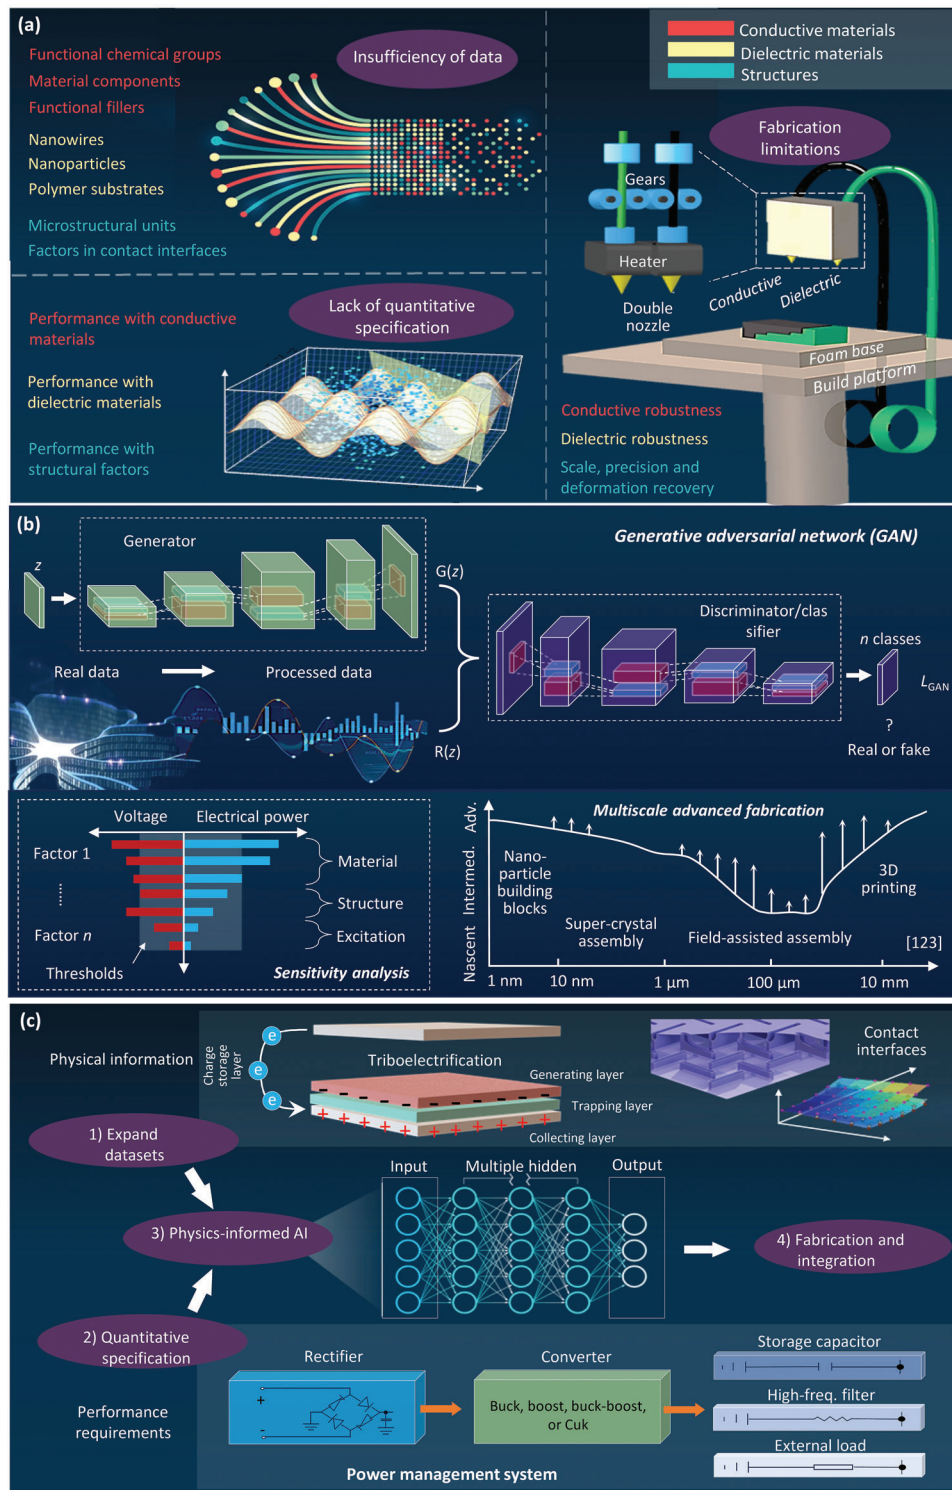 (a)
Functional chemical groups
Material components
Functional fillers
Nanowires
Nanoparticles
Polymer substrates
Microstructural units
Factors in contact interfaces
Insufficiency of data
Conductive materials
Dielectric materials
Structures
Fabrication
limitations
Gears
Heater
Double
nozzle
Conductive
Dielectric
Foam base
Build platform
Conductive robustness
Dielectric robustness
Scale, precision and
deformation recovery
Lack of quantitative
specification
Performance with conductive
materials
Performance with
dielectric materials
Performance with
structural factors
(b)
Generator
z
G(z)
Generative adversarial network (GAN)
Real data
Processed data
R(z)
Discriminator/clas
sifier
n classes
L_GAN
?
Real or fake
Voltage
Electrical power
Factor 1
Factor n
Material
Structure
Excitation
Thresholds
Sensitivity analysis
Multiscale advanced fabrication
Adv.
Intermed.
Nascent
Nano-
particle
building
blocks
Super-crystal
assembly
Field-assisted assembly
3D
printing
[123]
1 nm
10 nm
1 μm
100 μm
10 mm
(c)
Physical information
Charge
storage
layer
e
e
e
Triboelectrification
Generating layer
Trapping layer
Collecting layer
Contact
interfaces
1) Expand
datasets
3) Physics-informed AI
2) Quantitative
specification
Input
Multiple hidden
Output
4) Fabrication and
integration
Performance
requirements
Rectifier
+
-
Converter
Buck, boost, buck-boost,
or Cuk
Storage capacitor
High-freq. filter
External load
Power management system